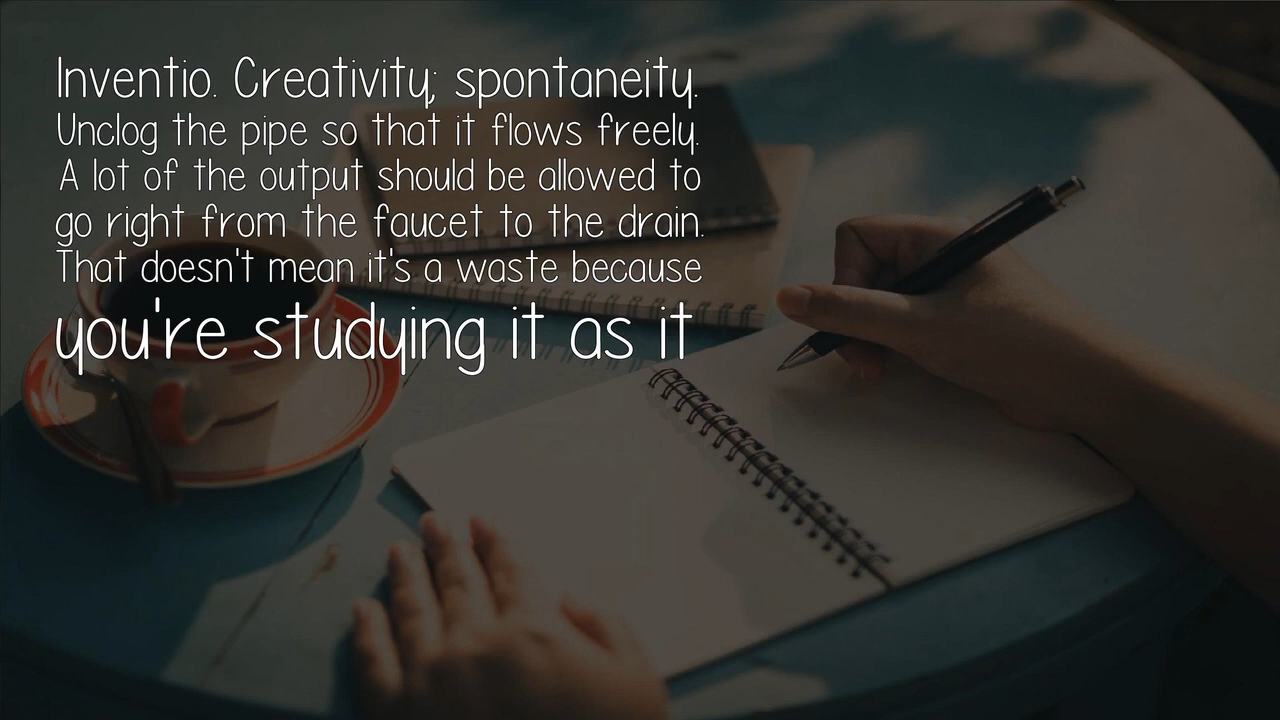 Inventio. Creativity; spontaneity.
Unclog the pipe so that it flows freely.
A lot of the output should be allowed to
go right from the faucet to the drain.
That doesn't mean it's a waste because
you're studying it as it